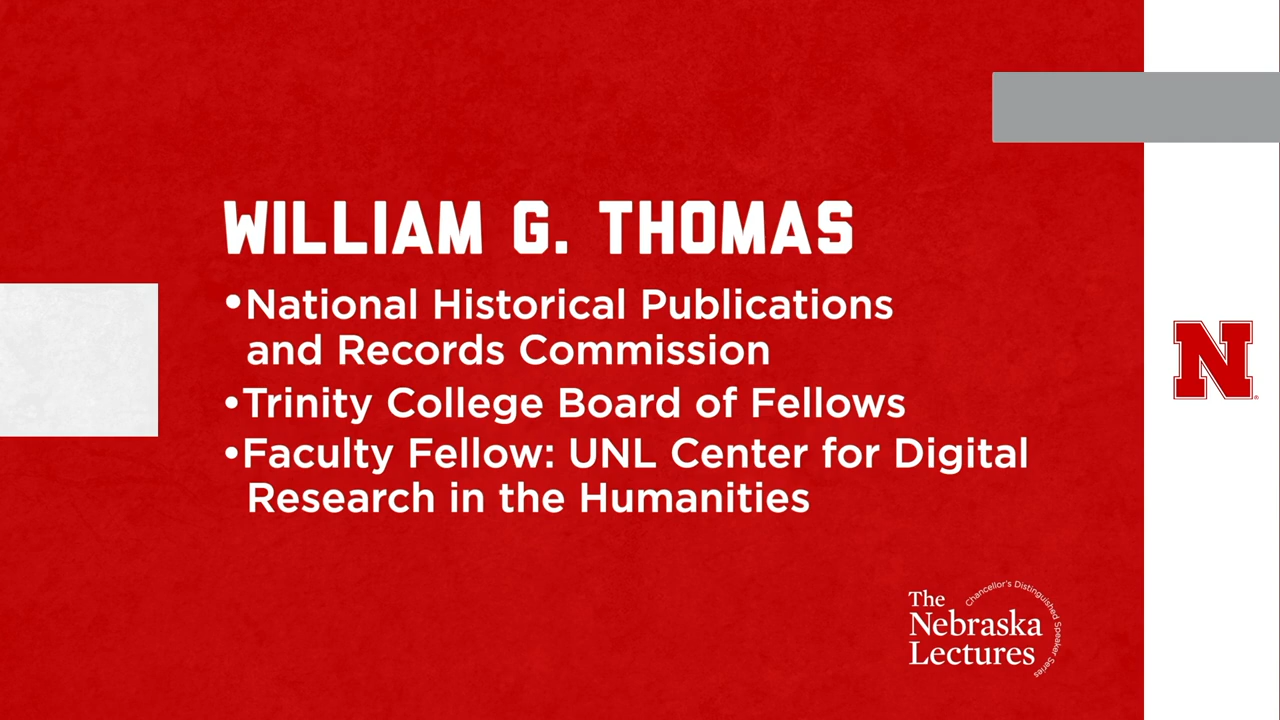 WILLIAM G. THOMAS
•National Historical Publications
and Records Commission
•Trinity College Board of Fellows
•Faculty Fellow: UNL Center for Digital
Research in the Humanities
N
The
Nebraska
Lectures
Chancellor's Distinguished Speaker Series